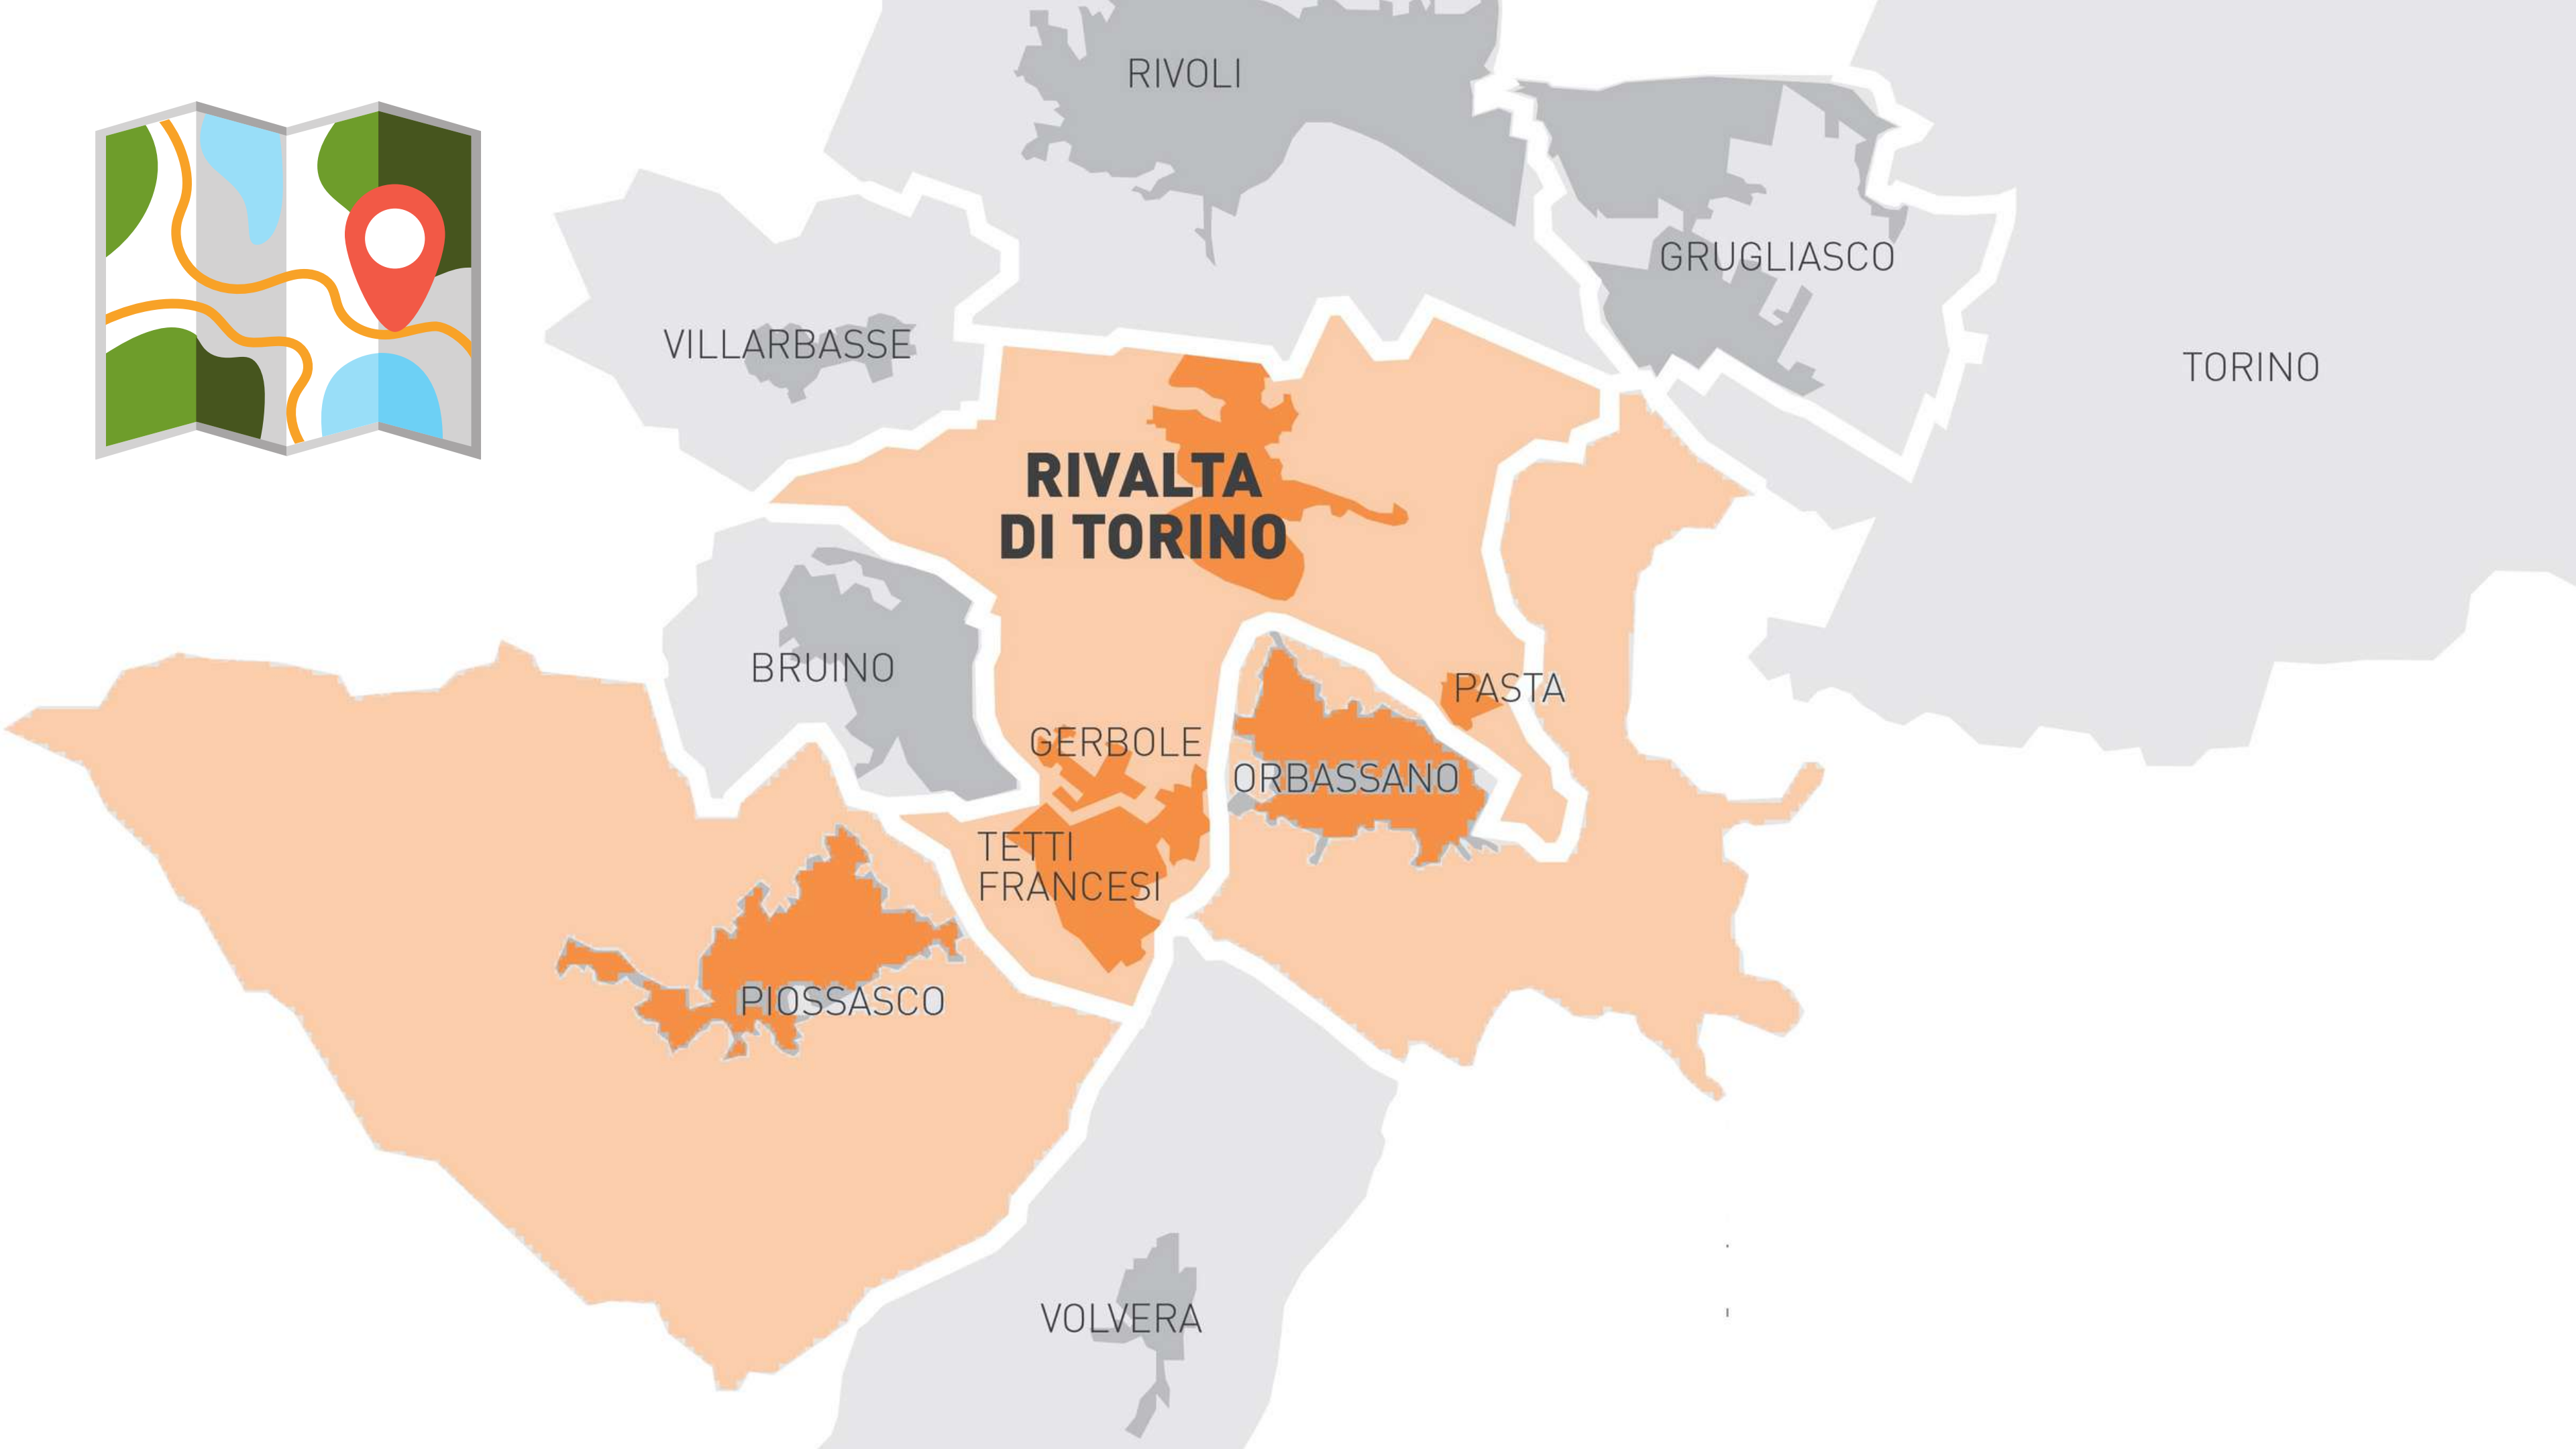 RIVOLI
GRUGLIASCO
VILLARBASSE
TORINO
RIVALTA
DI TORINO
BRUINO
PASTA
GERBOLE
ORBASSANO
TETTI
FRANCESI
PIOSSASCO
VOLVERA